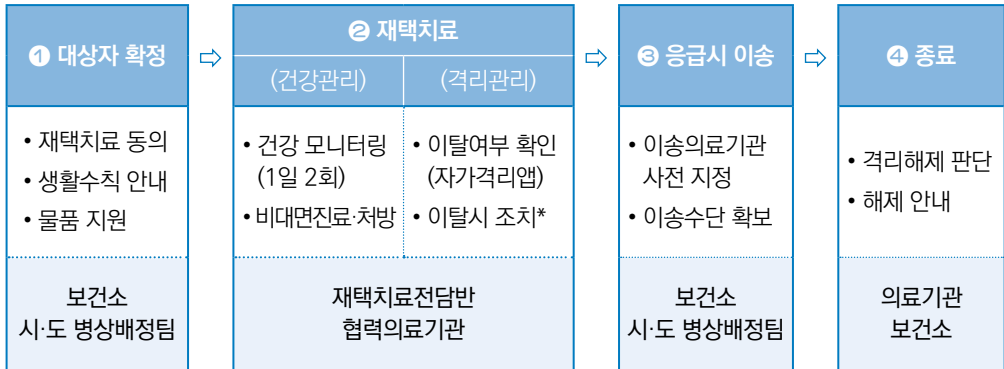 ❶ 대상자 확정
⇨
❷ 재택치료
(건강관리)
(격리관리)
⇨
❸ 응급시 이송
⇨
❹ 종료
• 재택치료 동의
• 생활수칙 안내
• 물품 지원
• 건강 모니터링
(1일 2회)
• 비대면진료·처방
• 이탈여부 확인
(자가격리앱)
• 이탈시 조치*
• 이송의료기관
사전 지정
• 이송수단 확보
• 격리해제 판단
• 해제 안내
보건소
시·도 병상배정팀
재택치료전담반
협력의료기관
보건소
시·도 병상배정팀
의료기관
보건소